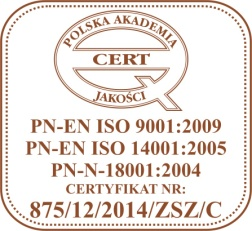 POLSKA AKADEMIA
CERT
JAKOŚCI
PN-EN ISO 9001:2009
PN-EN ISO 14001:2005
PN-N-18001:2004
CERTYFIKAT NR:
875/12/2014/ZSZ/C